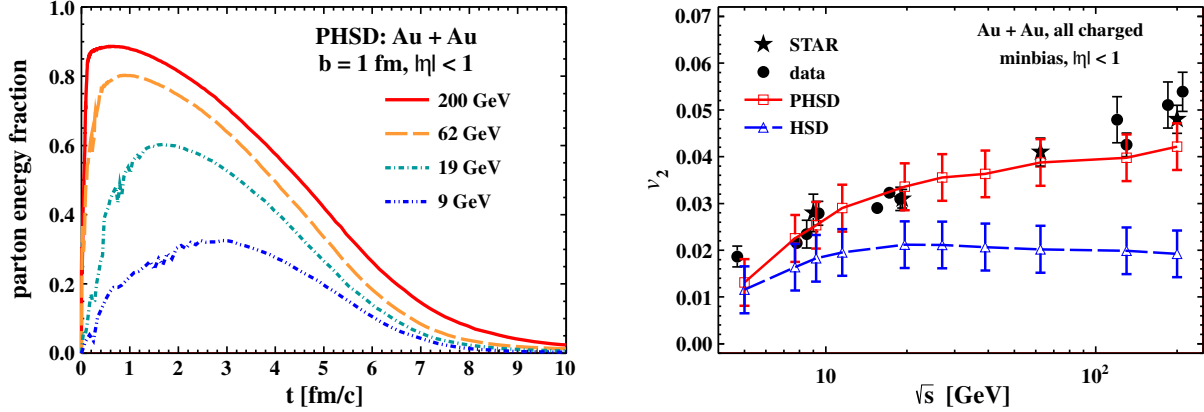 PHSD: Au + Au
b = 1 fm, |η| < 1
200 GeV
62 GeV
19 GeV
9 GeV
parton energy fraction
1.0
0.8
0.6
0.4
0.2
0.0
0 1 2 3 4 5 6 7 8 9 10
t [fm/c]
Au + Au, all charged
minbias, |η| < 1
STAR
data
PHSD
HSD
v2
0.07
0.06
0.05
0.04
0.03
0.02
0.01
0.00
10 10²
√s [GeV]